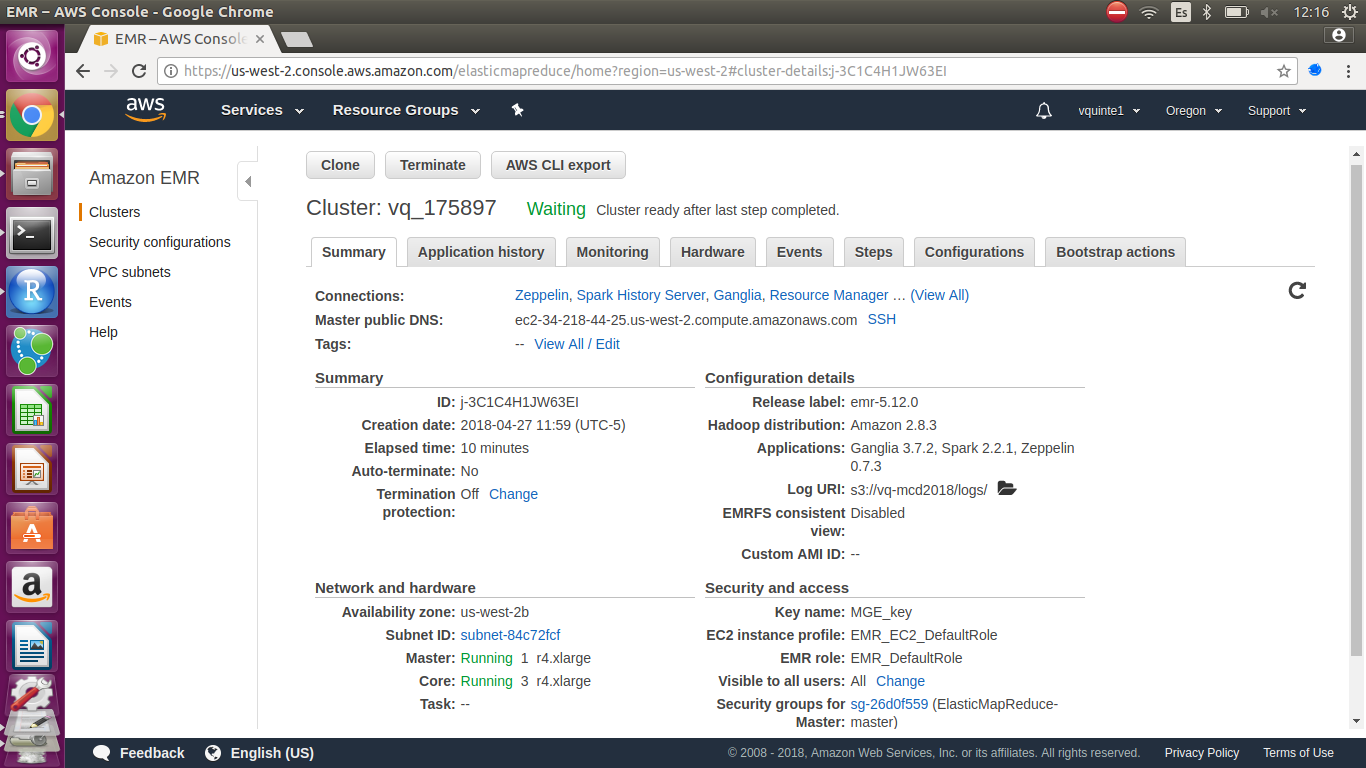 EMR – AWS Console - Google Chrome
Es
12:16
EMR – AWS Consol
https://us-west-2.console.aws.amazon.com/elasticmapreduce/home?region=us-west-2#cluster-details:j-3C1C4H1JW63EI
aws
Services
Resource Groups
vquinte1
Oregon
Support
Amazon EMR
Clusters
Security configurations
VPC subnets
Events
Help
Clone
Terminate
AWS CLI export
Cluster: vq_175897 Waiting Cluster ready after last step completed.
Summary
Application history
Monitoring
Hardware
Events
Steps
Configurations
Bootstrap actions
Connections: Zeppelin, Spark History Server, Ganglia, Resource Manager … (View All)
Master public DNS: ec2-34-218-44-25.us-west-2.compute.amazonaws.com SSH
Tags: -- View All / Edit
Summary
ID: j-3C1C4H1JW63EI
Creation date: 2018-04-27 11:59 (UTC-5)
Elapsed time: 10 minutes
Auto-terminate: No
Termination Off Change
protection:
Configuration details
Release label: emr-5.12.0
Hadoop distribution: Amazon 2.8.3
Applications: Ganglia 3.7.2, Spark 2.2.1, Zeppelin
0.7.3
Log URI: s3://vq-mcd2018/logs/
EMRFS consistent Disabled
view:
Custom AMI ID: --
Network and hardware
Availability zone: us-west-2b
Subnet ID: subnet-84c72fcf
Master: Running 1 r4.xlarge
Core: Running 3 r4.xlarge
Task: --
Security and access
Key name: MGE_key
EC2 instance profile: EMR_EC2_DefaultRole
EMR role: EMR_DefaultRole
Visible to all users: All Change
Security groups for sg-26d0f559 (ElasticMapReduce-
Master: master)
Feedback
English (US)
© 2008 - 2018, Amazon Web Services, Inc. or its affiliates. All rights reserved.
Privacy Policy
Terms of Use